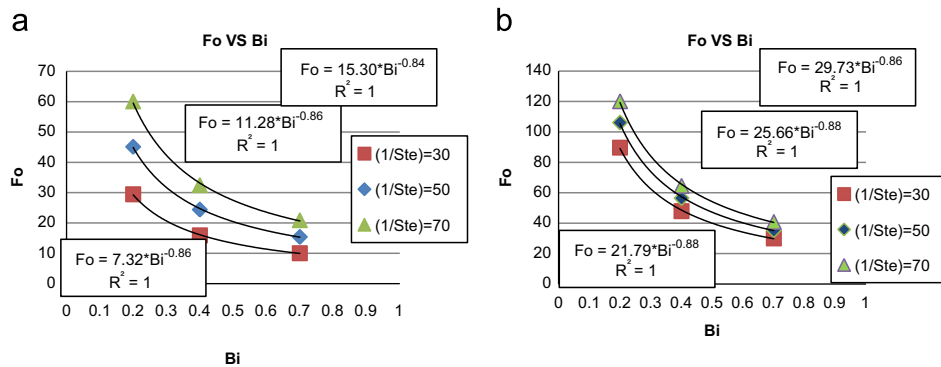 a
Fo VS Bi
Fo = 15.30*Bi^-0.84
R² = 1
Fo = 11.28*Bi^-0.86
R² = 1
Fo = 7.32*Bi^-0.86
R² = 1
70
60
50
40
30
20
10
0
Fo
0 0.1 0.2 0.3 0.4 0.5 0.6 0.7 0.8 0.9 1
Bi
(1/Ste)=30
(1/Ste)=50
(1/Ste)=70
b
Fo VS Bi
Fo = 29.73*Bi^-0.86
R² = 1
Fo = 25.66*Bi^-0.88
R² = 1
Fo = 21.79*Bi^-0.88
R² = 1
140
120
100
80
60
40
20
0
Fo
0 0.1 0.2 0.3 0.4 0.5 0.6 0.7 0.8 0.9 1
Bi
(1/Ste)=30
(1/Ste)=50
(1/Ste)=70